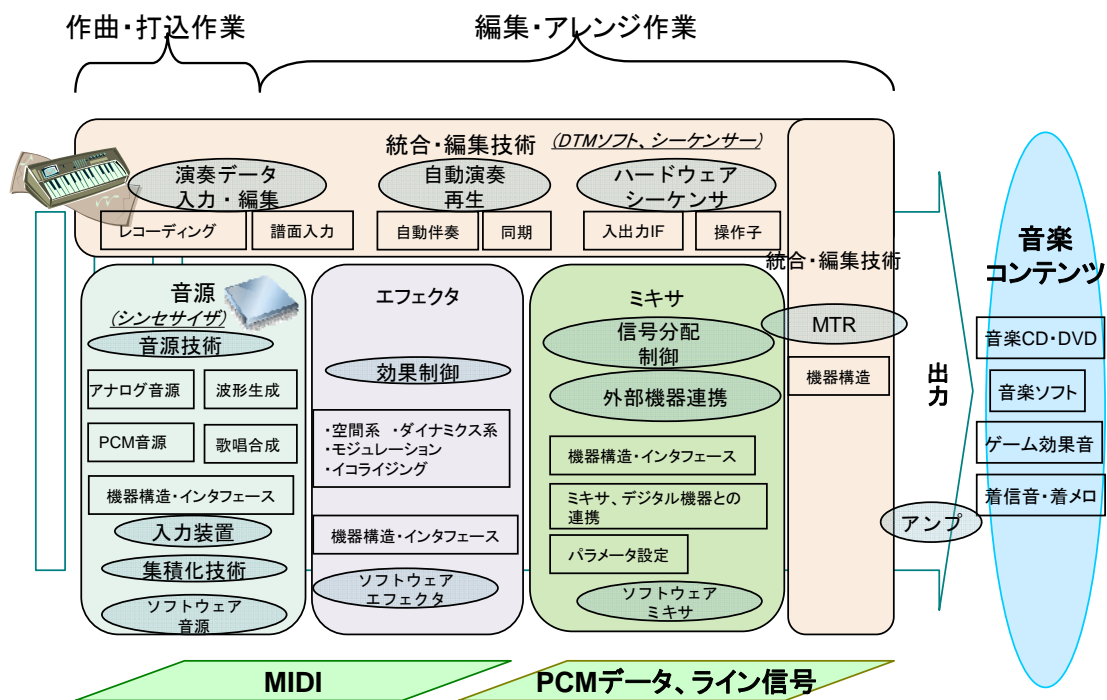 作曲・打込作業
編集・アレンジ作業
統合・編集技術
(DTMソフト、シーケンサー)
演奏データ
入力・編集
自動演奏
再生
ハードウェア
シーケンサ
レコーディング
譜面入力
自動伴奏
同期
入出力IF
操作子
音源
(シンセサイザ)
音源技術
アナログ音源
波形生成
PCM音源
歌唱合成
機器構造・インタフェース
入力装置
集積化技術
ソフトウェア
音源
エフェクタ
効果制御
・空間系 ・ダイナミクス系
・モジュレーション
・イコライジング
機器構造・インタフェース
ソフトウェア
エフェクタ
ミキサ
信号分配
制御
外部機器連携
機器構造・インタフェース
ミキサ、デジタル機器との
連携
パラメータ設定
ソフトウェア
ミキサ
統合・編集技術
MTR
機器構造
出力
アンプ
音楽
コンテンツ
音楽CD・DVD
音楽ソフト
ゲーム効果音
着信音・着メロ
MIDI
PCMデータ、ライン信号